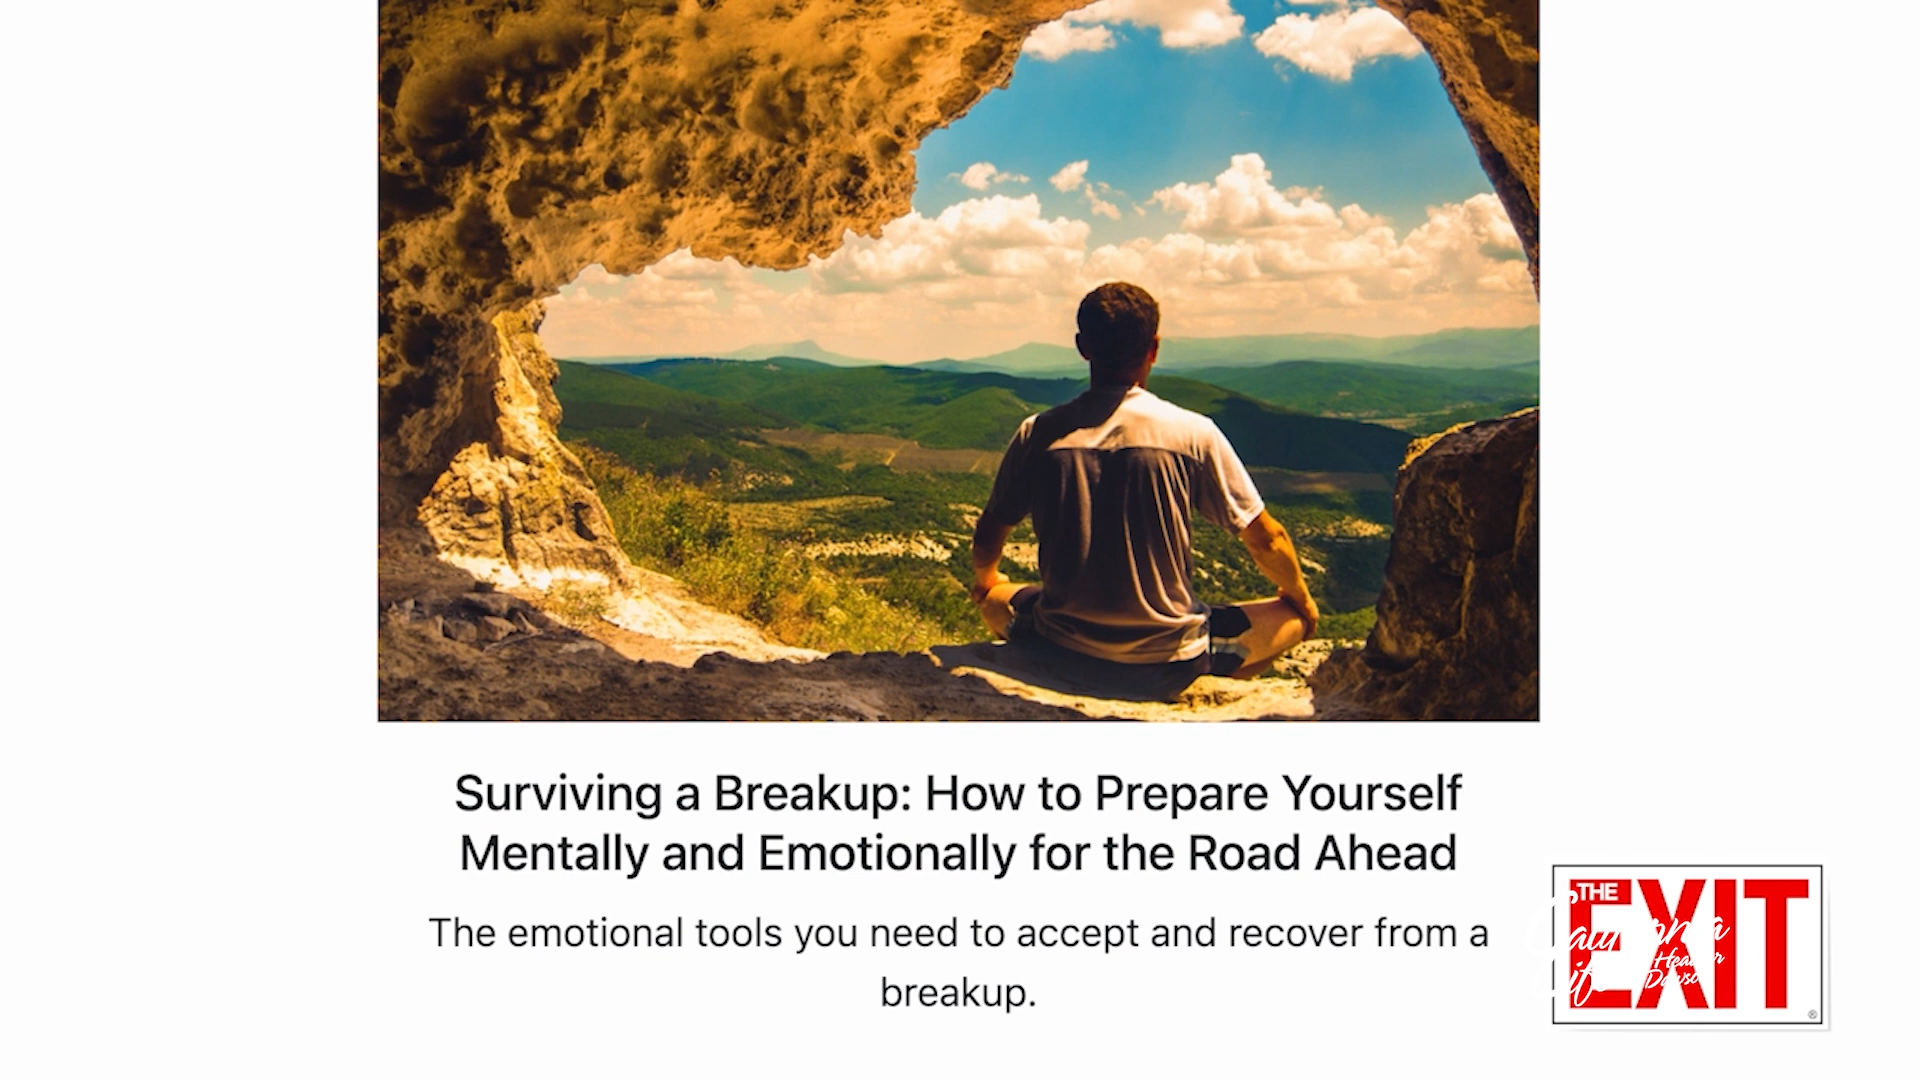 Surviving a Breakup: How to Prepare Yourself
Mentally and Emotionally for the Road Ahead
The emotional tools you need to accept and recover from a
breakup.
THE
EXIT
®